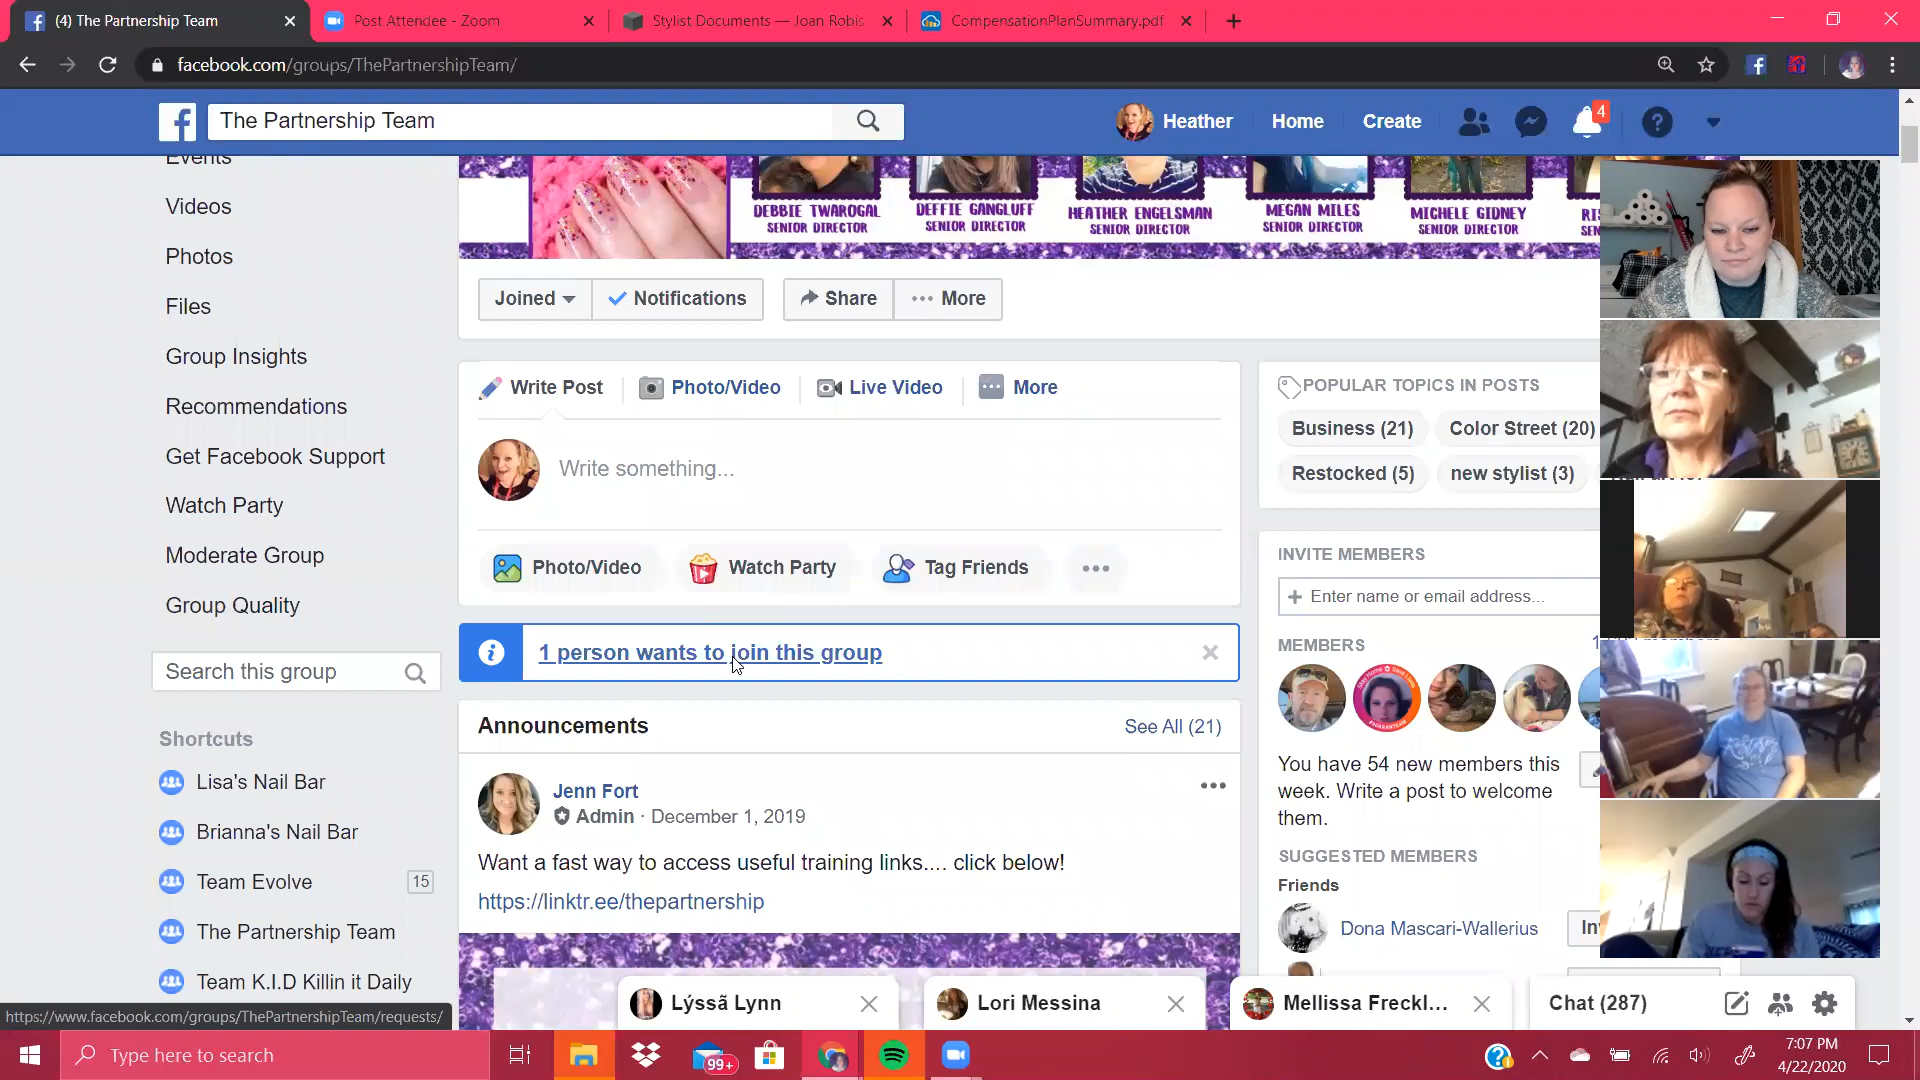 (4) The Partnership Team
Post Attendee - Zoom
Stylist Documents — Joan Robis
CompensationPlanSummary.pdf
facebook.com/groups/ThePartnershipTeam/
The Partnership Team
Heather
Home
Create
4
Events
Videos
Photos
Files
Group Insights
Recommendations
Get Facebook Support
Watch Party
Moderate Group
Group Quality
Search this group
Shortcuts
Lisa's Nail Bar
Brianna's Nail Bar
Team Evolve
15
The Partnership Team
Team K.I.D Killin it Daily
https://www.facebook.com/groups/ThePartnershipTeam/requests/
DEBBIE TWAROGAL
SENIOR DIRECTOR
DEFFIE GANGLUFF
SENIOR DIRECTOR
HEATHER ENGELSMAN
SENIOR DIRECTOR
MEGAN MILES
SENIOR DIRECTOR
MICHELE GIDNEY
SENIOR DIRECTOR
Joined
Notifications
Share
More
Write Post
Photo/Video
Live Video
More
Write something...
Photo/Video
Watch Party
Tag Friends
1 person wants to join this group
Announcements
See All (21)
Jenn Fort
Admin · December 1, 2019
Want a fast way to access useful training links.... click below!
https://linktr.ee/thepartnership
POPULAR TOPICS IN POSTS
Business (21)
Color Street (20)
Restocked (5)
new stylist (3)
INVITE MEMBERS
Enter name or email address...
MEMBERS
You have 54 new members this
week. Write a post to welcome
them.
SUGGESTED MEMBERS
Friends
Dona Mascari-Wallerius
Lýssã Lynn
Lori Messina
Mellissa Freckl...
Chat (287)
Type here to search
99+
7:07 PM
4/22/2020